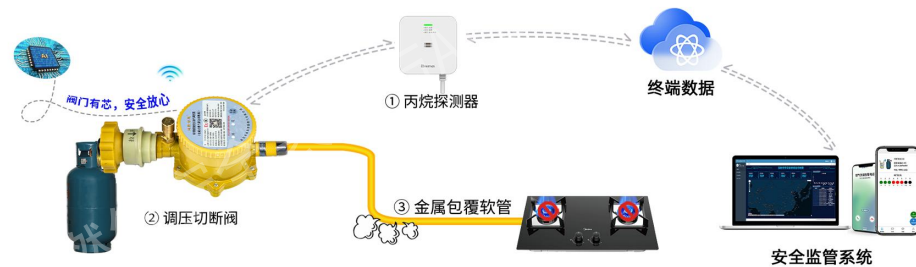 阀门有芯，安全放心
① 丙烷探测器
终端数据
② 调压切断阀
③ 金属包覆软管
安全监管系统